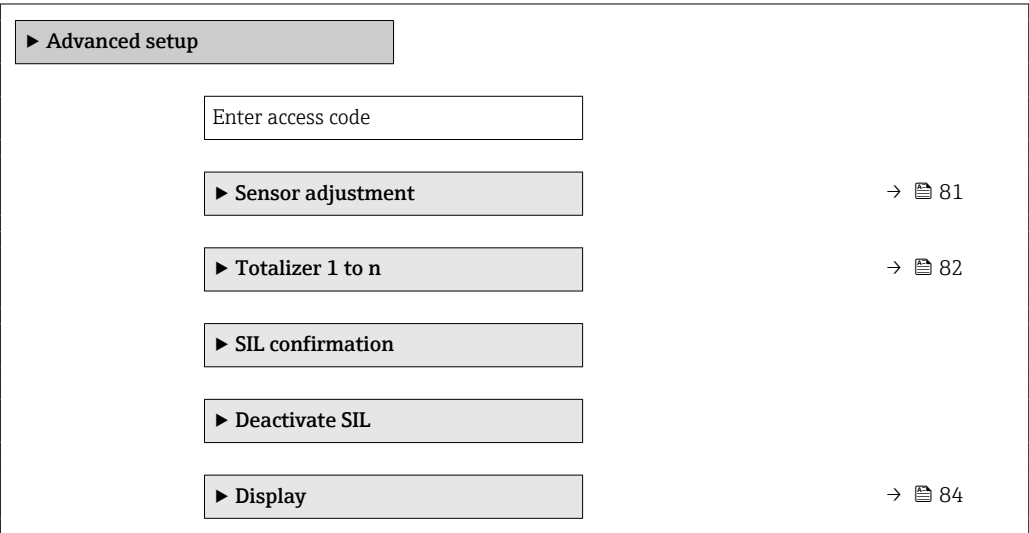 ▶ Advanced setup
Enter access code
▶ Sensor adjustment → 81
▶ Totalizer 1 to n → 82
▶ SIL confirmation
▶ Deactivate SIL
▶ Display → 84